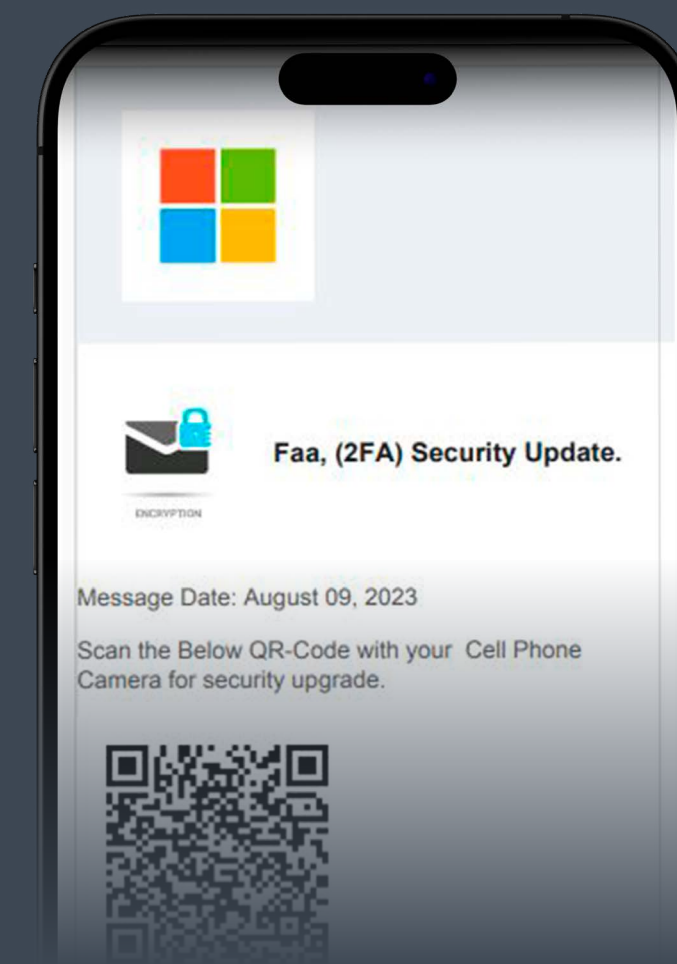 ENCRYPTION
Faa, (2FA) Security Update.
Message Date: August 09, 2023
Scan the Below QR-Code with your  Cell Phone
Camera for security upgrade.